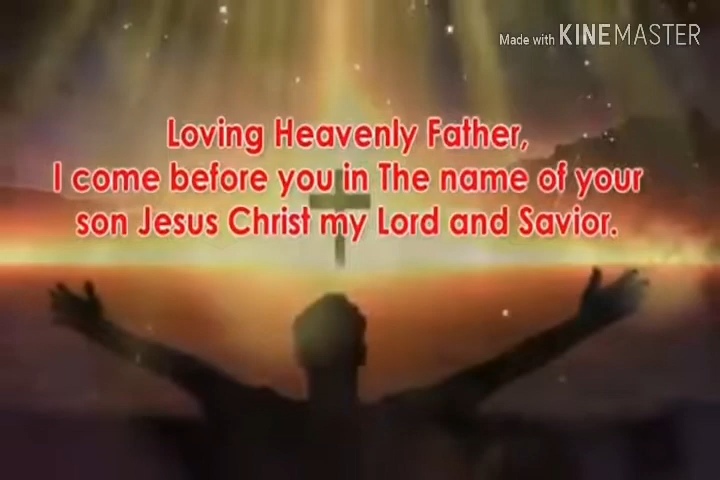 Made with KINEMASTER
Loving Heavenly Father,
I come before you in The name of your
son Jesus Christ my Lord and Savior.